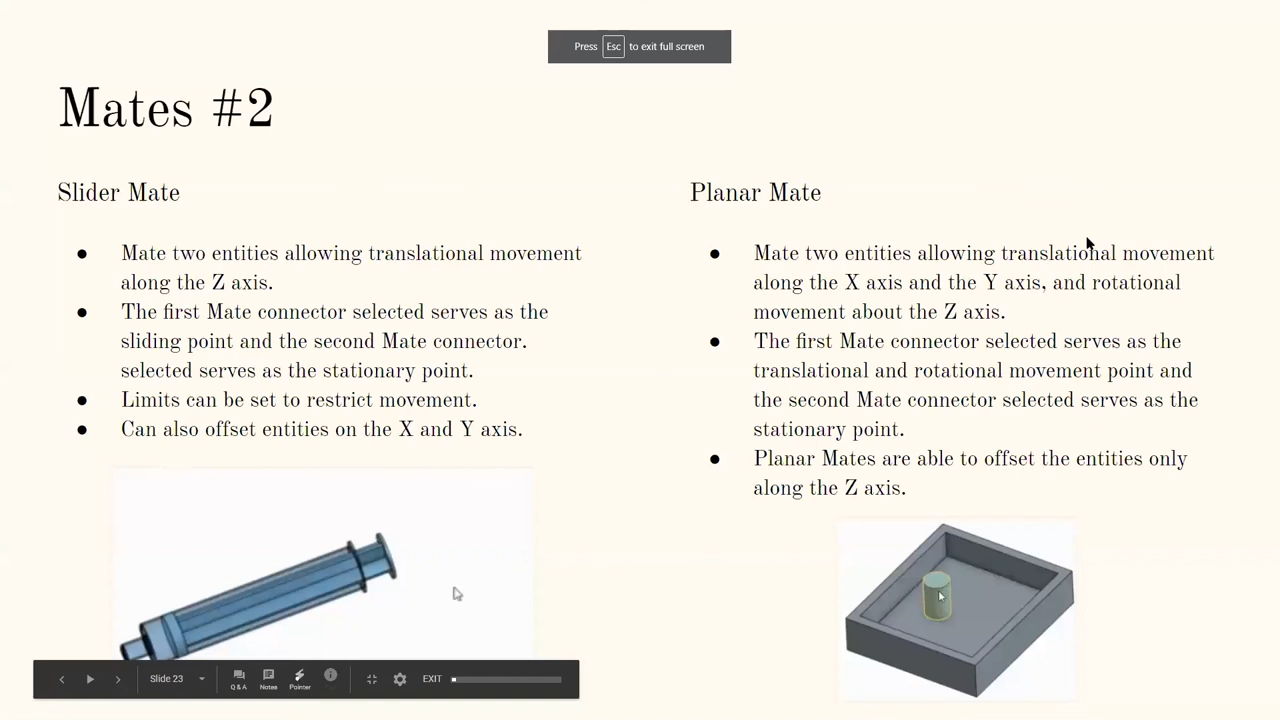 Press Esc to exit full screen
Mates #2
Slider Mate
● Mate two entities allowing translational movement
along the Z axis.
● The first Mate connector selected serves as the
sliding point and the second Mate connector.
selected serves as the stationary point.
● Limits can be set to restrict movement.
● Can also offset entities on the X and Y axis.
Planar Mate
● Mate two entities allowing translational movement
along the X axis and the Y axis, and rotational
movement about the Z axis.
● The first Mate connector selected serves as the
translational and rotational movement point and
the second Mate connector selected serves as the
stationary point.
● Planar Mates are able to offset the entities only
along the Z axis.
Slide 23
Q & A
Notes
Pointer
EXIT